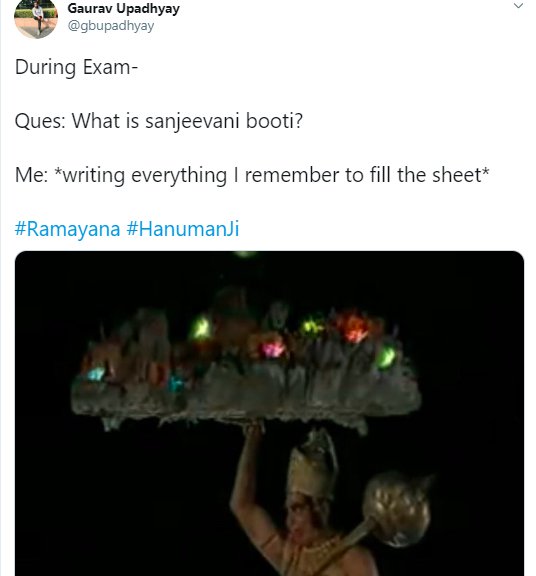 Gaurav Upadhyay
@gbupadhyay
During Exam-
Ques: What is sanjeevani booti?
Me: *writing everything I remember to fill the sheet*
#Ramayana #HanumanJi